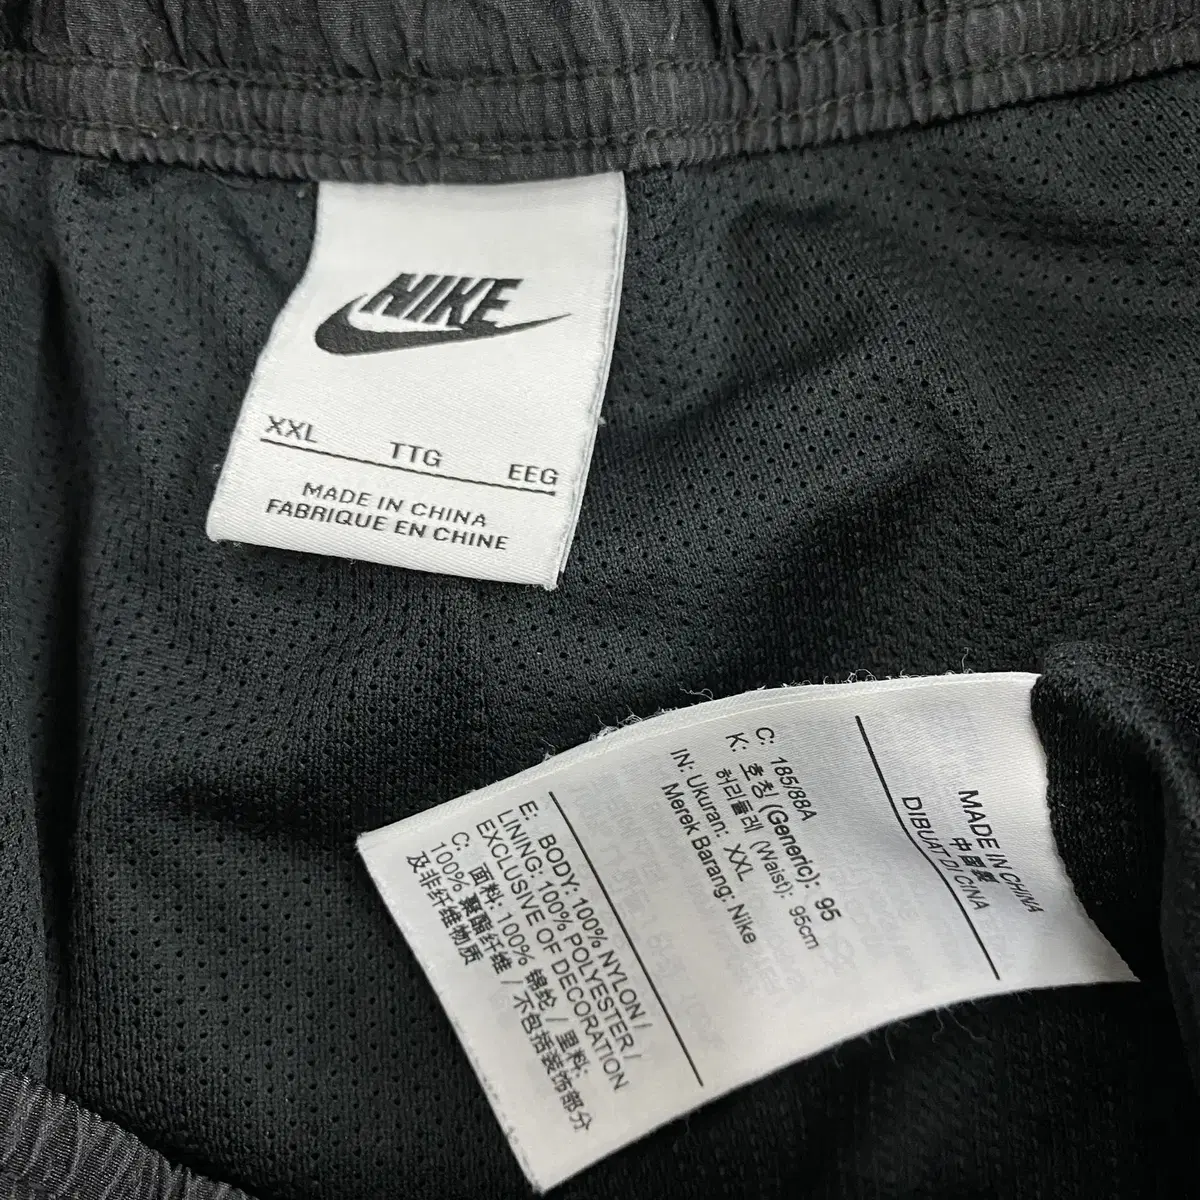 NIKE
XXL TTG EEG
MADE IN CHINA
FABRIQUE EN CHINE
MADE IN CHINA
中国製
DIBUAT DI CINA
C: 185/88A
K: 호칭 (Generic): 95
허리둘레 (Waist): 95cm
IN: Ukuran: XXL
Merek Barang: Nike
E: BODY: 100% NYLON /
LINING: 100% POLYESTER /
EXCLUSIVE OF DECORATION
C: 面料: 100% 锦纶 / 里料:
100% 聚酯纤维 / 不包括装饰部分
及非纤维物质